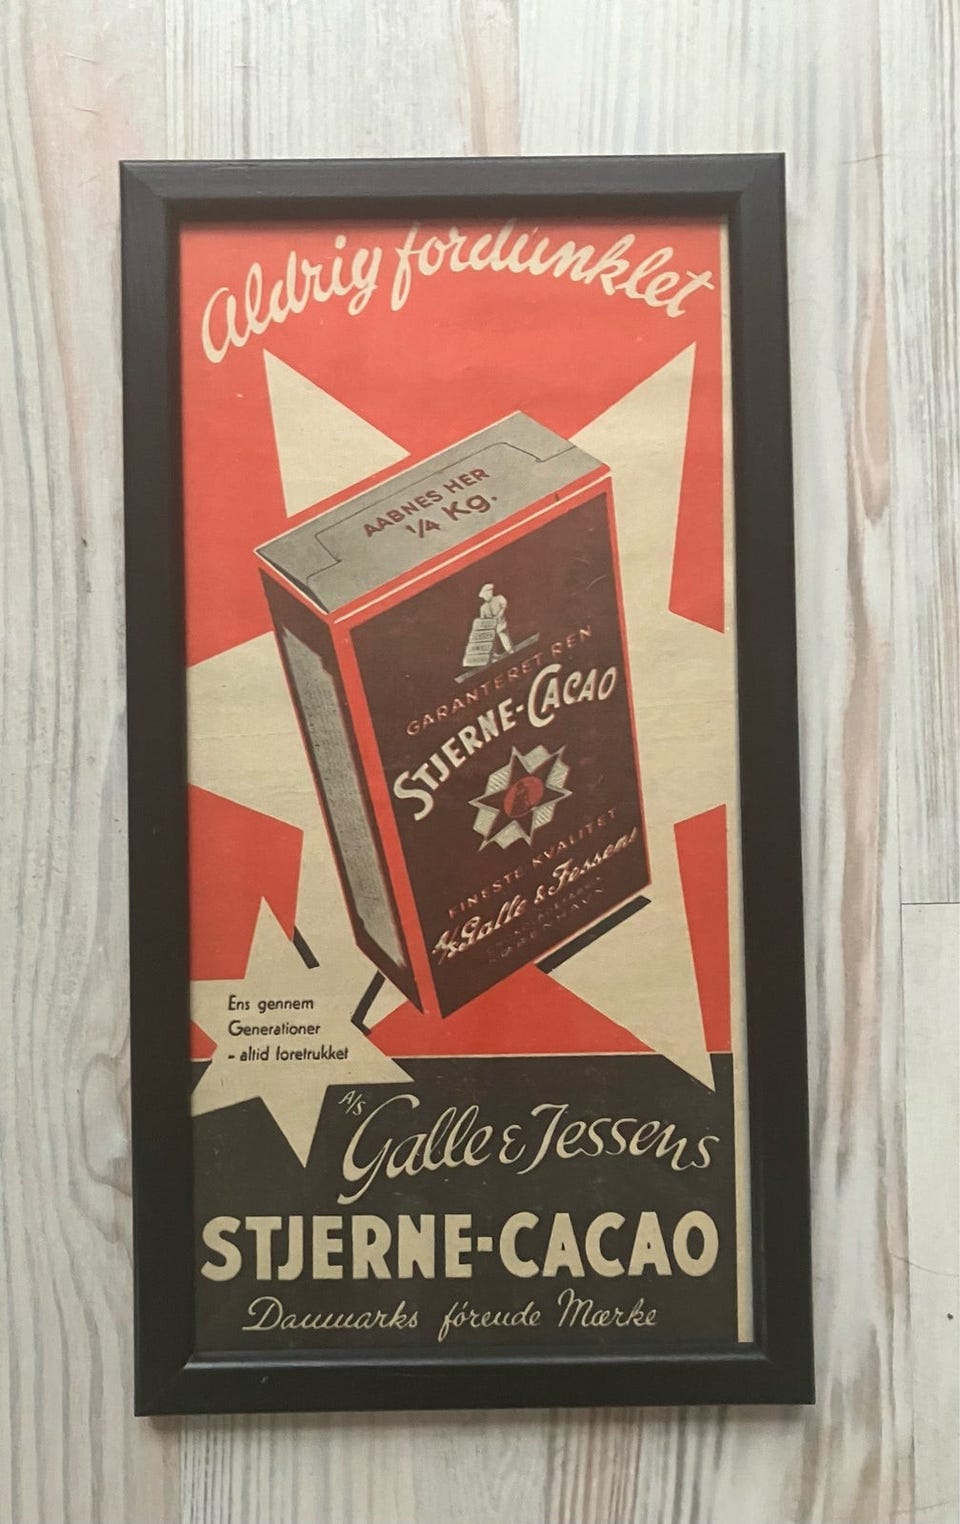 Aldrig fordunklet
AABNES HER
1/4 Kg.
GARANTERET REN
STJERNE-CACAO
FINESTE KVALITET
A/S Galle & Jessens
KØBENHAVN
Ens gennem
Generationer
- altid foretrukket
A/S
Galle & Jessens
STJERNE-CACAO
Danmarks førende Mærke